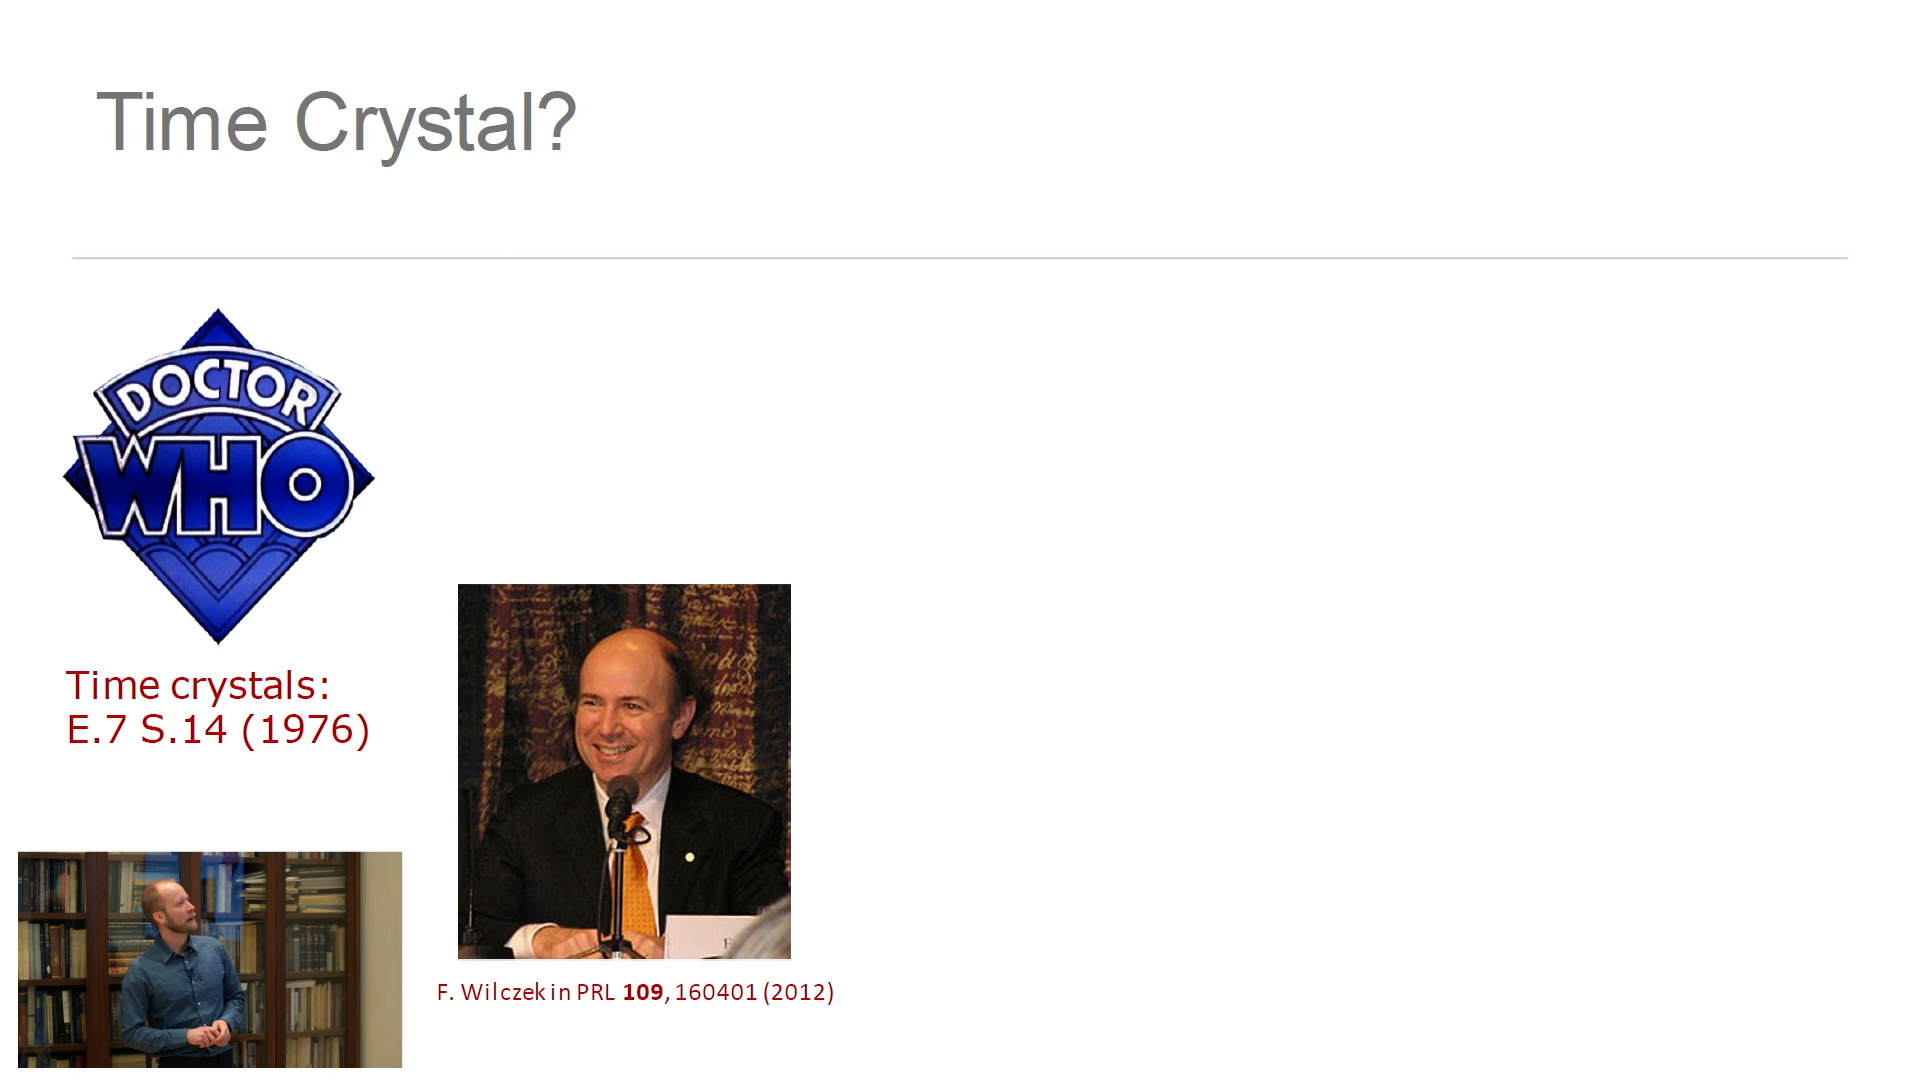 Time Crystal?
DOCTOR
WHO
Time crystals:
E.7 S.14 (1976)
F. Wilczek in PRL 109, 160401 (2012)